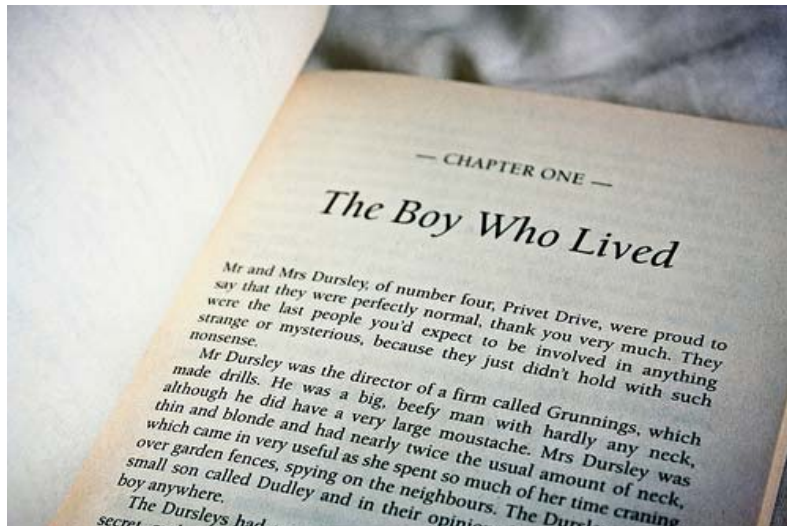 — CHAPTER ONE —
The Boy Who Lived
Mr and Mrs Dursley, of number four, Privet Drive, were proud to
say that they were perfectly normal, thank you very much. They
were the last people you'd expect to be involved in anything
strange or mysterious, because they just didn't hold with such
nonsense.
Mr Dursley was the director of a firm called Grunnings, which
made drills. He was a big, beefy man with hardly any neck,
although he did have a very large moustache. Mrs Dursley was
thin and blonde and had nearly twice the usual amount of neck,
which came in very useful as she spent so much of her time craning
over garden fences, spying on the neighbours. The
small son called Dudley and in their
boy anywhere.
The Dursleys had